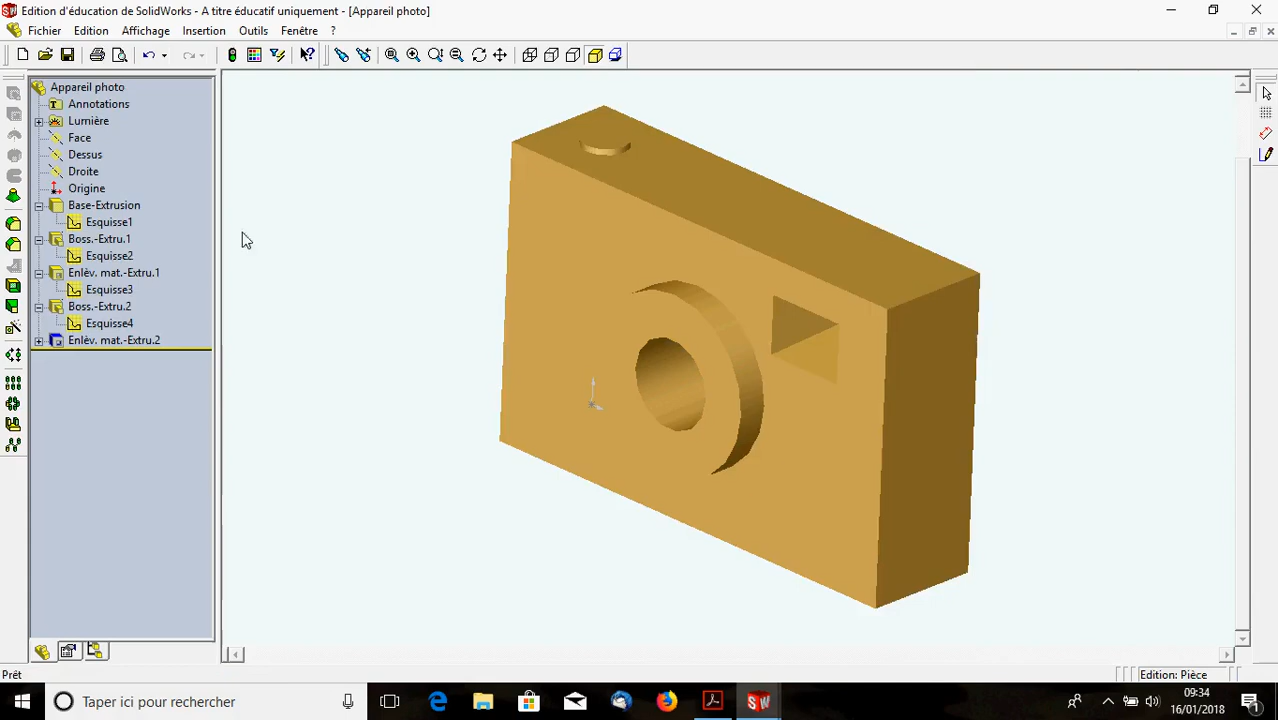 Edition d'éducation de SolidWorks - A titre éducatif uniquement - [Appareil photo]
Fichier Edition Affichage Insertion Outils Fenêtre ?
Appareil photo
Annotations
Lumière
Face
Dessus
Droite
Origine
Base-Extrusion
Esquisse1
Boss.-Extru.1
Esquisse2
Enlèv. mat.-Extru.1
Esquisse3
Boss.-Extru.2
Esquisse4
Enlèv. mat.-Extru.2
Prêt
Edition: Pièce
Taper ici pour rechercher
09:34
16/01/2018